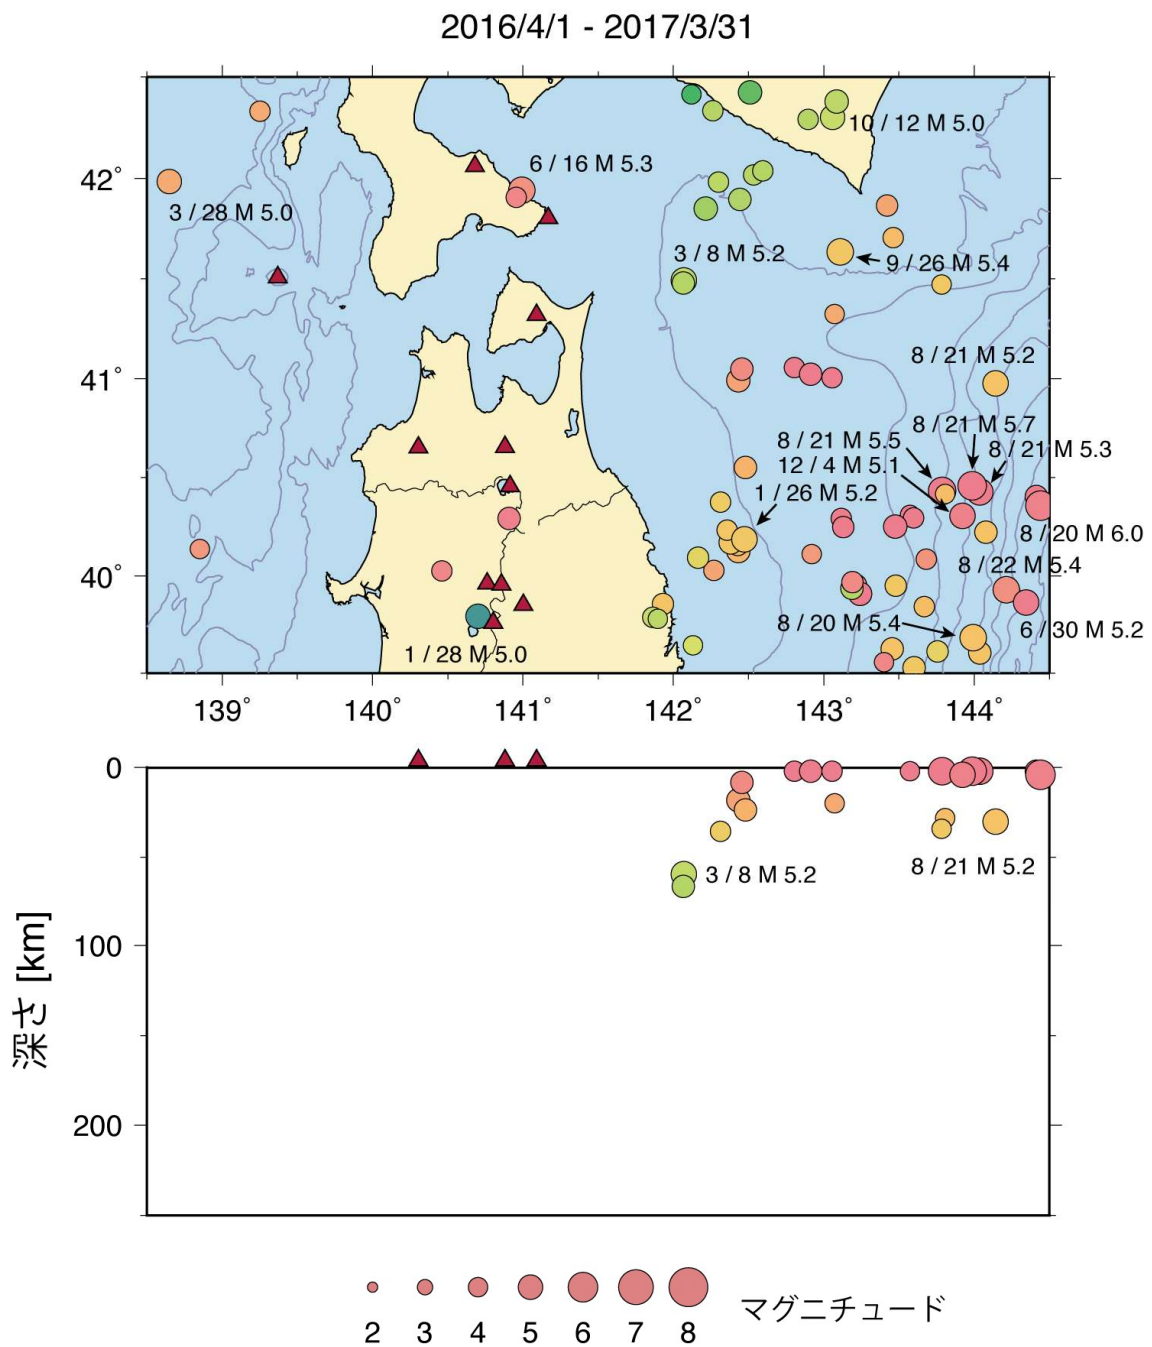 2016/4/1 - 2017/3/31
10 / 12 M 5.0
6 / 16 M 5.3
42˚
3 / 28 M 5.0
3 / 8 M 5.2
9 / 26 M 5.4
8 / 21 M 5.2
41˚
8 / 21 M 5.7
8 / 21 M 5.5
8 / 21 M 5.3
12 / 4 M 5.1
1 / 26 M 5.2
8 / 20 M 6.0
8 / 22 M 5.4
40˚
8 / 20 M 5.4
6 / 30 M 5.2
1 / 28 M 5.0
139˚ 140˚ 141˚ 142˚ 143˚ 144˚
0
3 / 8 M 5.2
8 / 21 M 5.2
100
深さ [km]
200
マグニチュード
2 3 4 5 6 7 8